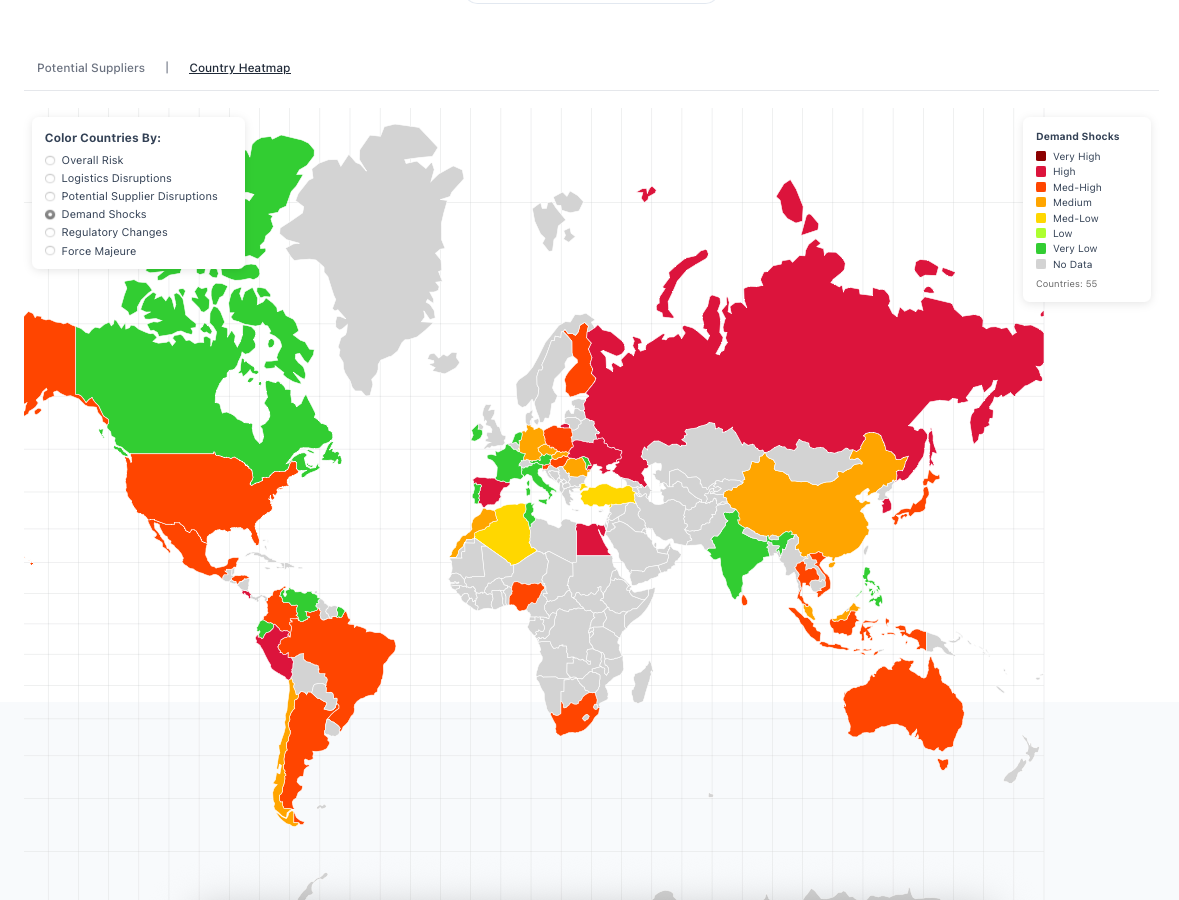 Potential Suppliers | Country Heatmap
Color Countries By:
Overall Risk
Logistics Disruptions
Potential Supplier Disruptions
Demand Shocks
Regulatory Changes
Force Majeure
Demand Shocks
Very High
High
Med-High
Medium
Med-Low
Low
Very Low
No Data
Countries: 55